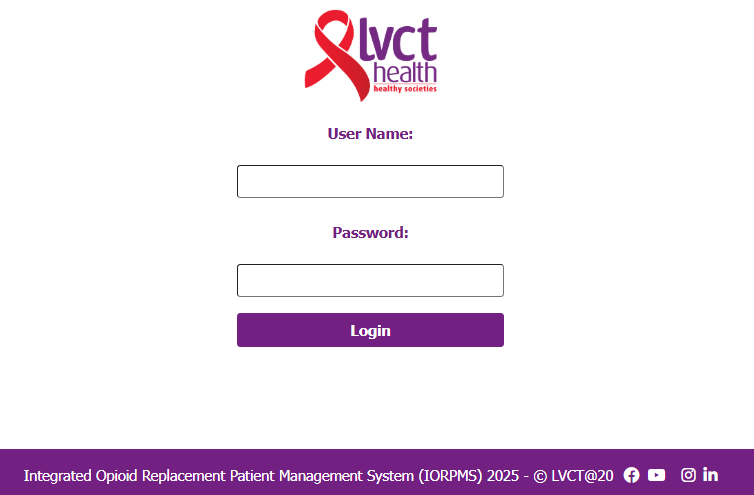 lvct
health
healthy societies
User Name:
Password:
Login
Integrated Opioid Replacement Patient Management System (IORPMS) 2025 - © LVCT@20